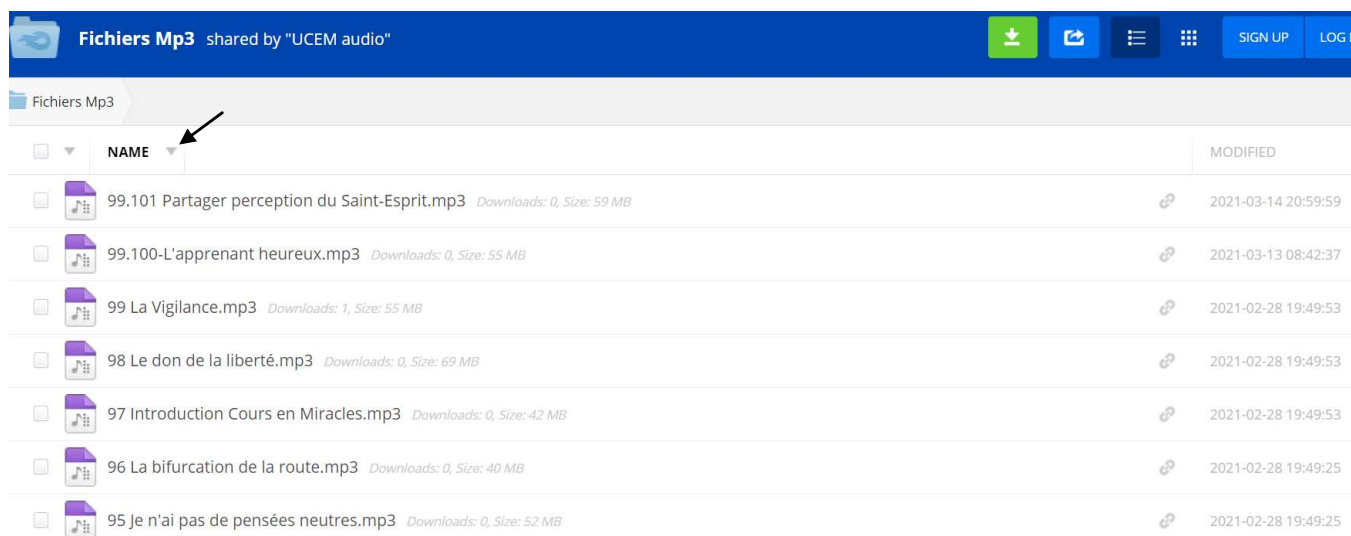 Fichiers Mp3 shared by "UCEM audio" SIGN UP LOG
Fichiers Mp3
NAME MODIFIED
99.101 Partager perception du Saint-Esprit.mp3 Downloads: 0, Size: 59 MB 2021-03-14 20:59:59
99.100-L'apprenant heureux.mp3 Downloads: 0, Size: 55 MB 2021-03-13 08:42:37
99 La Vigilance.mp3 Downloads: 1, Size: 55 MB 2021-02-28 19:49:53
98 Le don de la liberté.mp3 Downloads: 0, Size: 69 MB 2021-02-28 19:49:53
97 Introduction Cours en Miracles.mp3 Downloads: 0, Size: 42 MB 2021-02-28 19:49:53
96 La bifurcation de la route.mp3 Downloads: 0, Size: 40 MB 2021-02-28 19:49:25
95 Je n'ai pas de pensées neutres.mp3 Downloads: 0, Size: 52 MB 2021-02-28 19:49:25